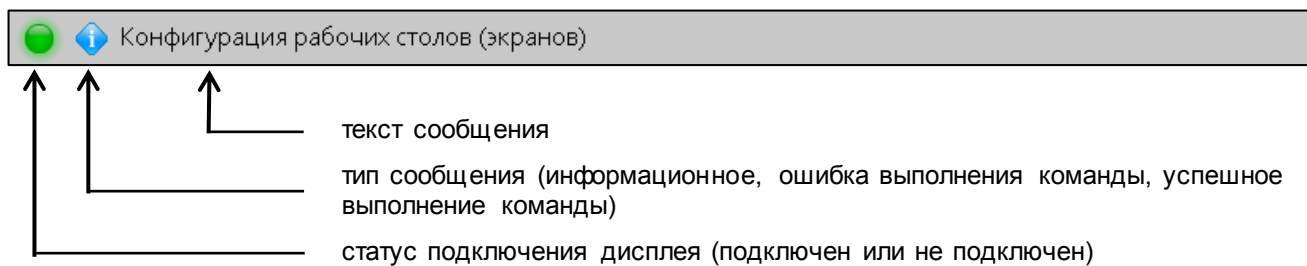 Конфигурация рабочих столов (экранов)
текст сообщения
тип сообщения (информационное, ошибка выполнения команды, успешное
выполнение команды)
статус подключения дисплея (подключен или не подключен)